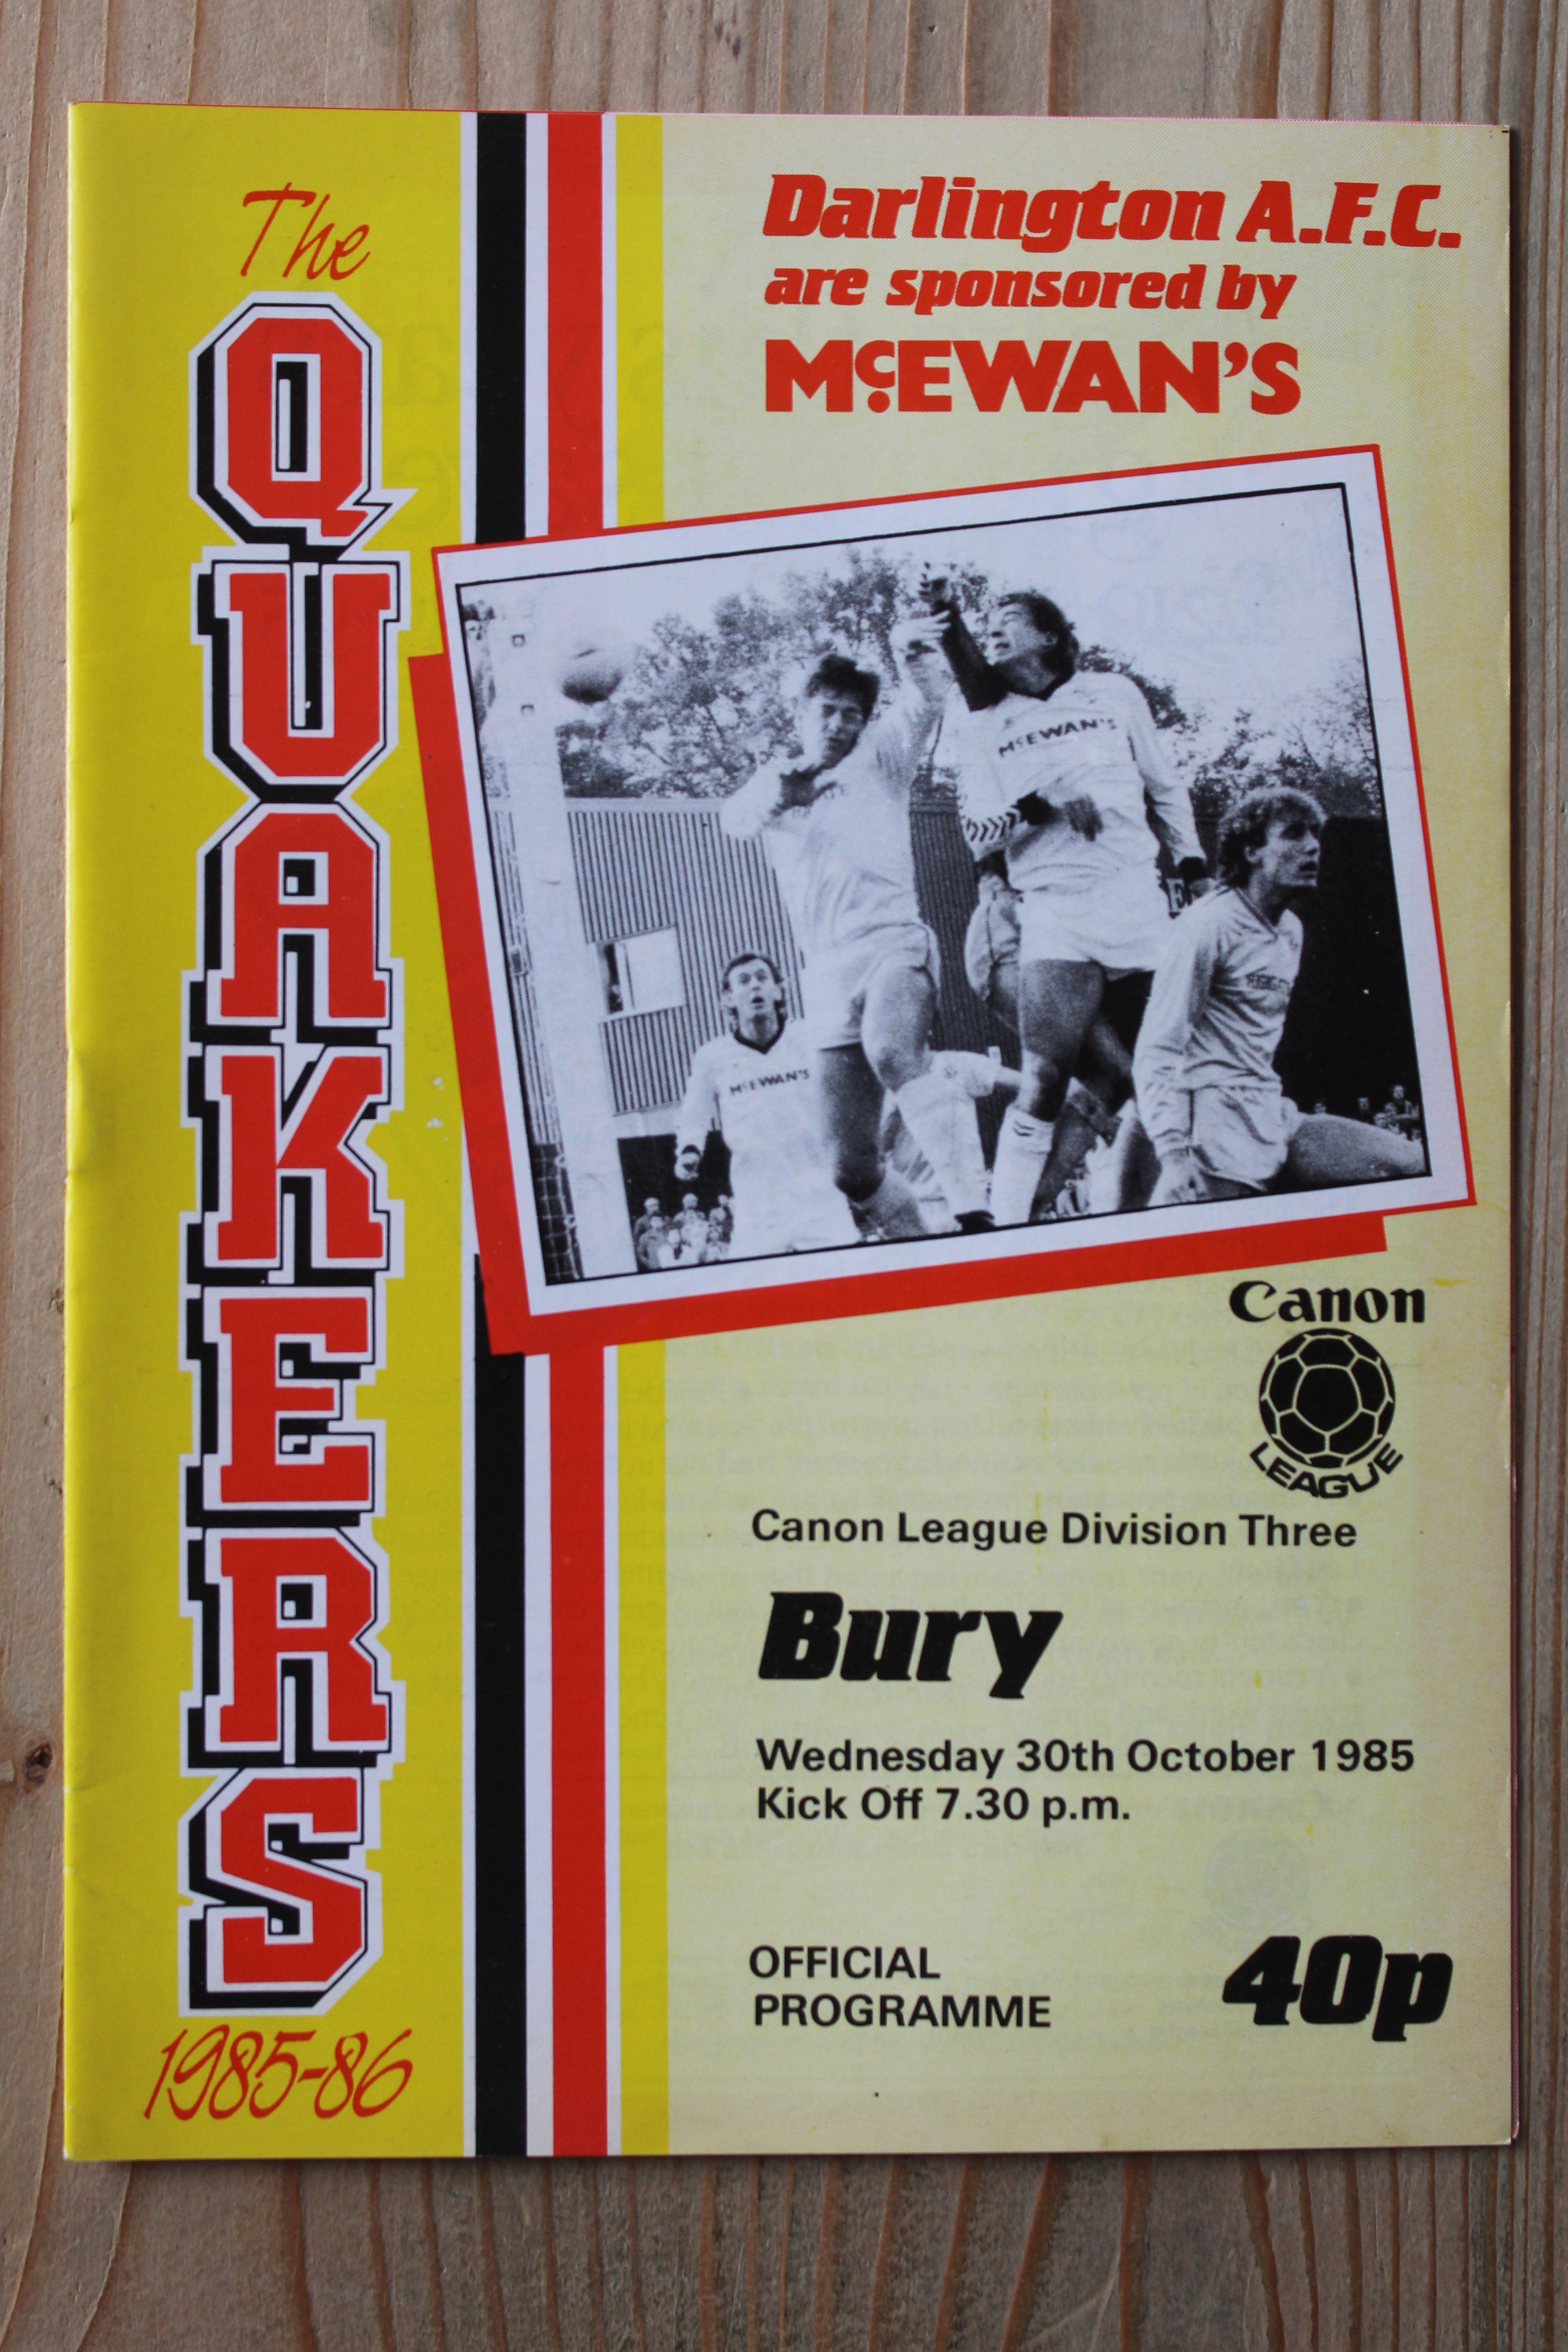 The
QUAKERS
1985-86
Darlington A.F.C.
are sponsored by
McEWAN'S
McEWAN'S
McEWAN'S
Canon
LEAGUE
Canon League Division Three
Bury
Wednesday 30th October 1985
Kick Off 7.30 p.m.
OFFICIAL
PROGRAMME
40p